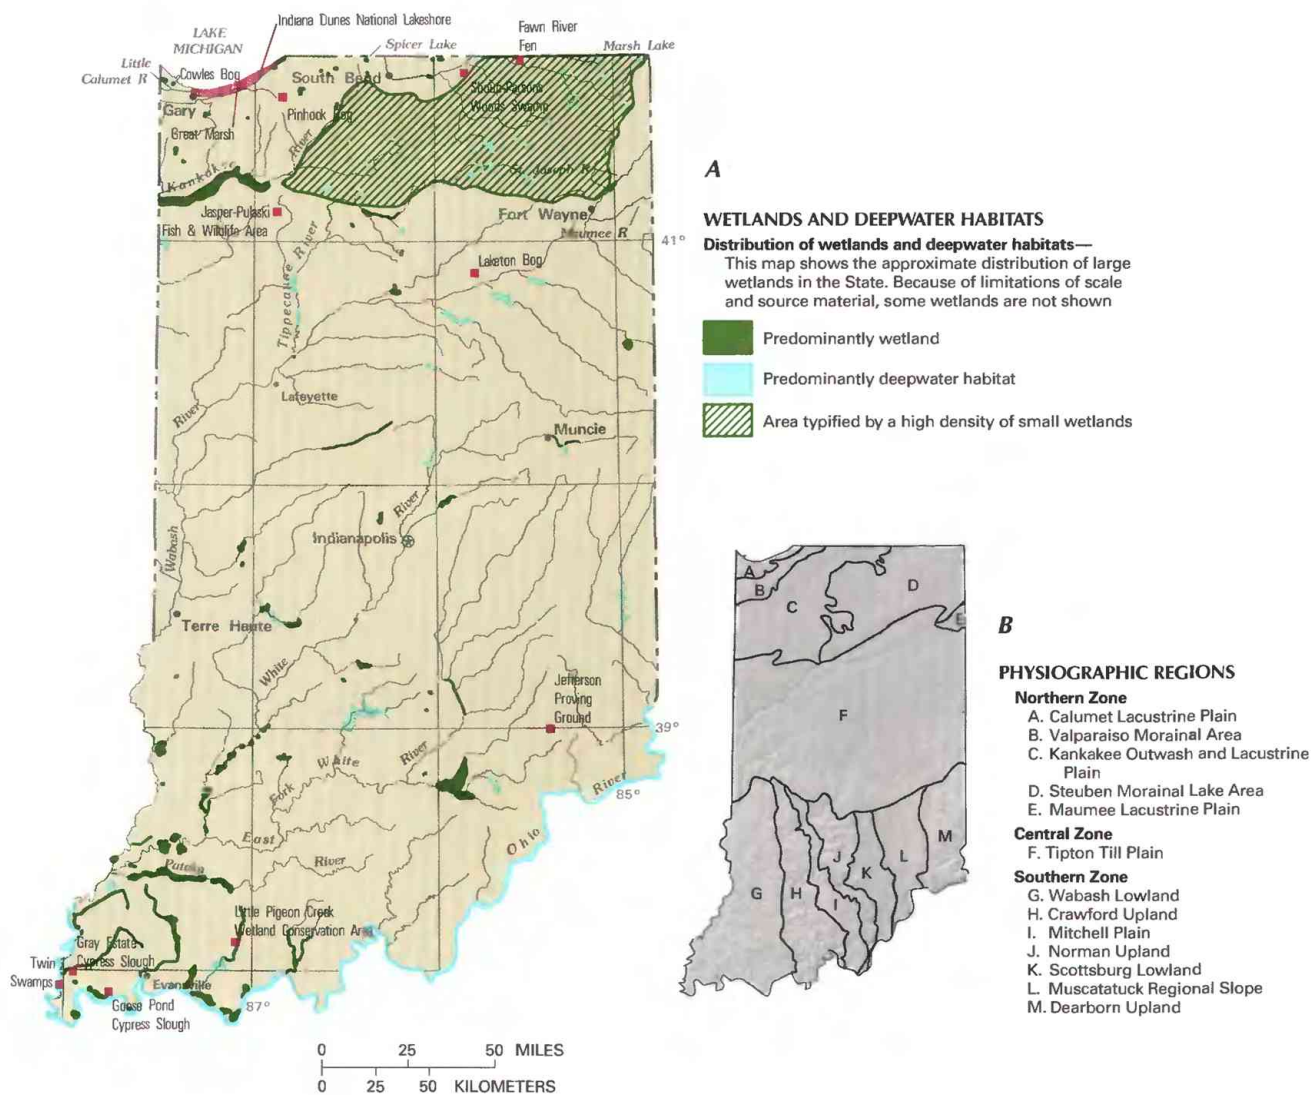 Indiana Dunes National Lakeshore
LAKE
MICHIGAN
Fawn River
Fen
Spicer Lake
Marsh Lake
Little
Calumet R
Cowles Bog
South Bend
Shoup-Parsons
Woods Swamp
Gary
Pinhook Bog
Great Marsh
River
Kankakee
St. Joseph R
Jasper-Pulaski
Fish & Wildlife Area
Fort Wayne
Maumee R
41°
Tippecanoe River
Laketon Bog
Lafayette
River
Muncie
River
Wabash
Indianapolis
Terre Haute
White
Jefferson
Proving
Ground
39°
White
River
Fork
River
85°
East
River
Ohio
Patoka
Little Pigeon Creek
Wetland Conservation Area
Gray Estate
Cypress Slough
Twin
Swamps
Evansville
Goose Pond
Cypress Slough
87°
0 25 50 MILES
0 25 50 KILOMETERS
A
WETLANDS AND DEEPWATER HABITATS
Distribution of wetlands and deepwater habitats—
This map shows the approximate distribution of large
wetlands in the State. Because of limitations of scale
and source material, some wetlands are not shown
Predominantly wetland
Predominantly deepwater habitat
Area typified by a high density of small wetlands
A
B
C
D
E
F
G
H
I
J
K
L
M
B
PHYSIOGRAPHIC REGIONS
Northern Zone
A. Calumet Lacustrine Plain
B. Valparaiso Morainal Area
C. Kankakee Outwash and Lacustrine
Plain
D. Steuben Morainal Lake Area
E. Maumee Lacustrine Plain
Central Zone
F. Tipton Till Plain
Southern Zone
G. Wabash Lowland
H. Crawford Upland
I. Mitchell Plain
J. Norman Upland
K. Scottsburg Lowland
L. Muscatatuck Regional Slope
M. Dearborn Upland